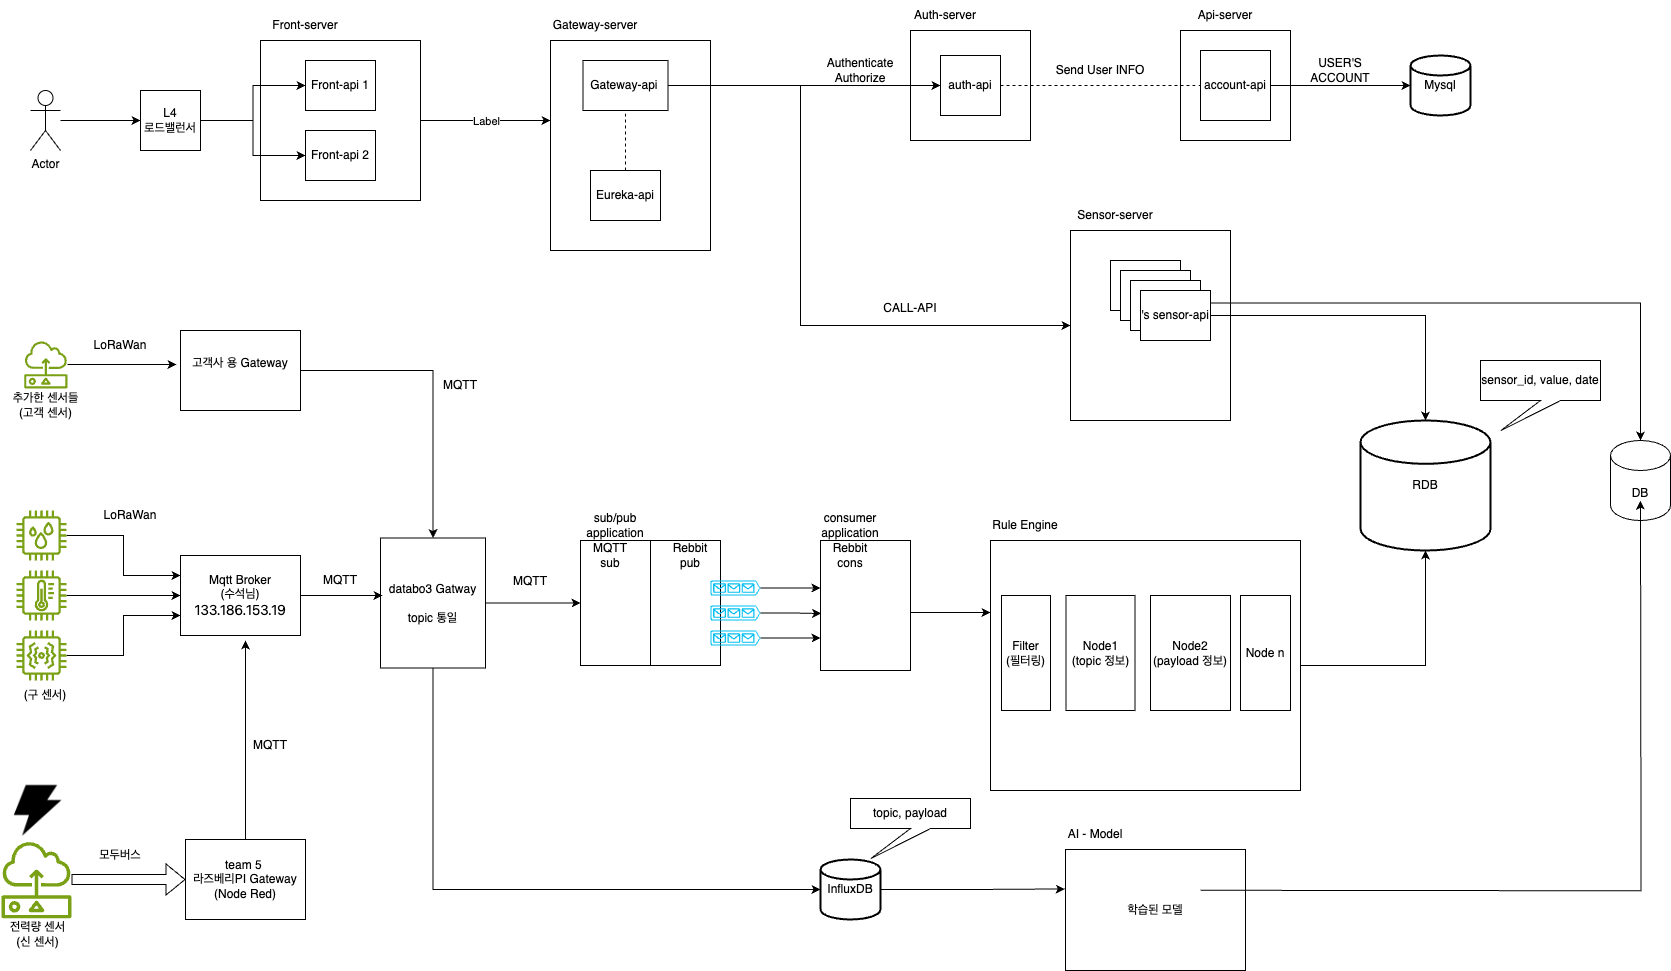 Front-server
Gateway-server
Auth-server
Api-server
Actor
L4
로드밸런서
Front-api 1
Front-api 2
Label
Gateway-api
Eureka-api
Authenticate
Authorize
auth-api
Send User INFO
account-api
USER'S
ACCOUNT
Mysql
Sensor-server
CALL-API
's sensor-api
LoRaWan
추가한 센서들
(고객 센서)
고객사 용 Gateway
MQTT
sensor_id, value, date
RDB
DB
LoRaWan
(구 센서)
Mqtt Broker
(수석님)
133.186.153.19
MQTT
databo3 Gatway
topic 통일
MQTT
sub/pub
application
MQTT
sub
Rebbit
pub
consumer
application
Rebbit
cons
Rule Engine
Filter
(필터링)
Node1
(topic 정보)
Node2
(payload 정보)
Node n
MQTT
모두버스
전력량 센서
(신 센서)
team 5
라즈베리PI Gateway
(Node Red)
topic, payload
InfluxDB
AI - Model
학습된 모델